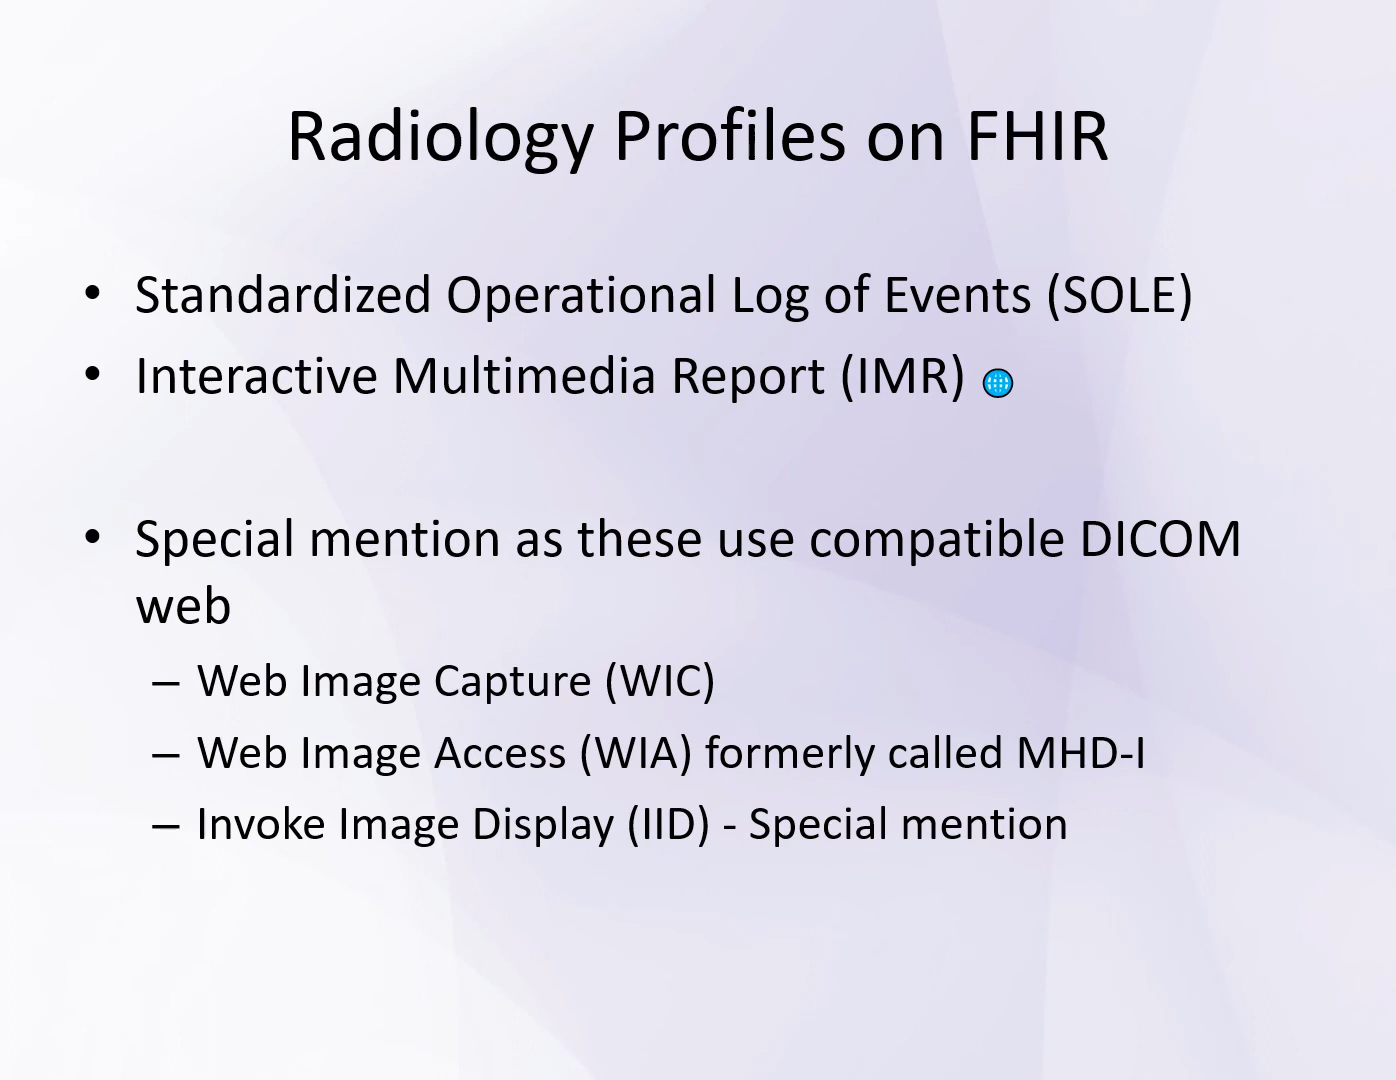 Radiology Profiles on FHIR
• Standardized Operational Log of Events (SOLE)
• Interactive Multimedia Report (IMR)
• Special mention as these use compatible DICOM
web
– Web Image Capture (WIC)
– Web Image Access (WIA) formerly called MHD-I
– Invoke Image Display (IID) - Special mention